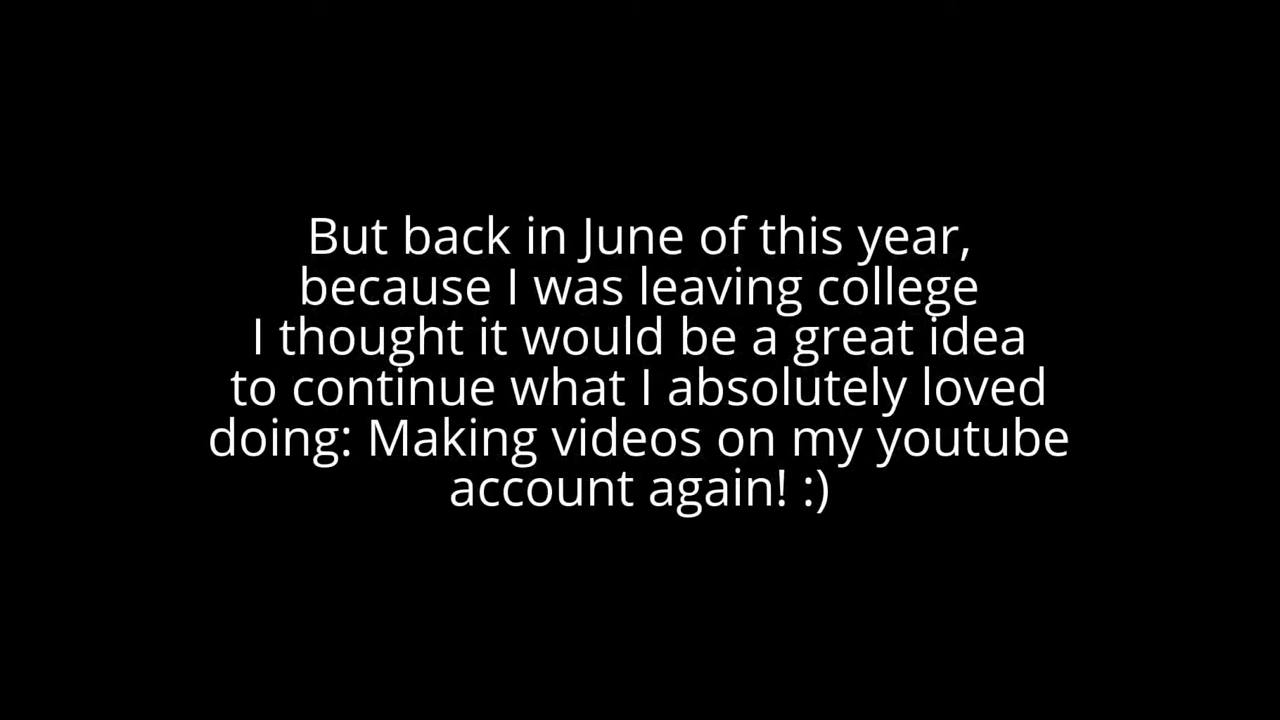 But back in June of this year,
because I was leaving college
I thought it would be a great idea
to continue what I absolutely loved
doing: Making videos on my youtube
account again! :)